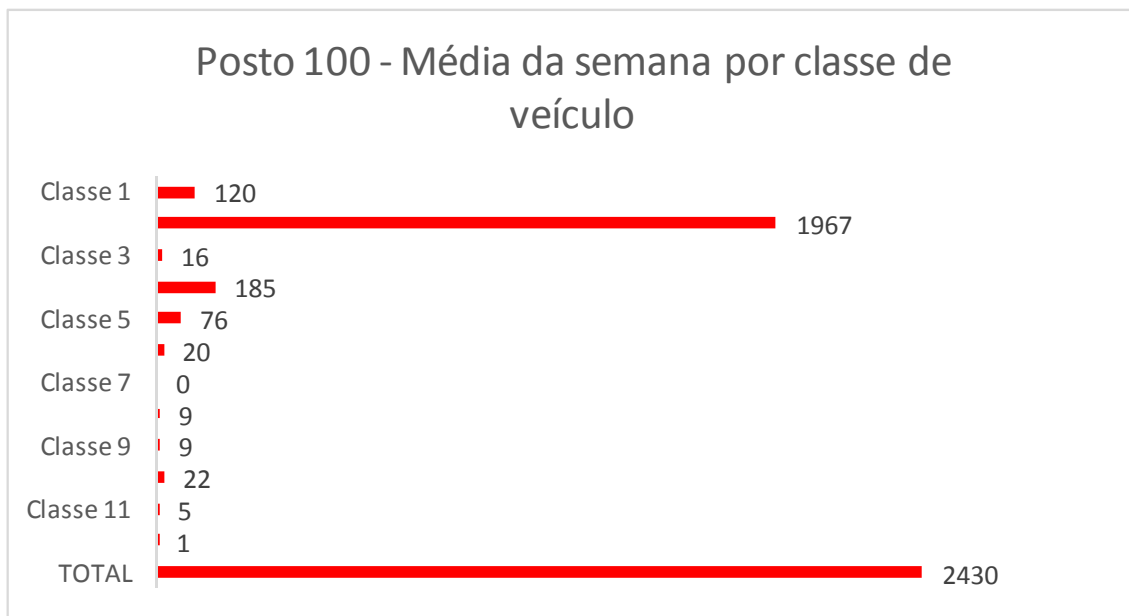 Posto 100 - Média da semana por classe de
veículo
Classe 1 120
1967
Classe 3 16
185
Classe 5 76
20
Classe 7 0
9
Classe 9 9
22
Classe 11 5
1
TOTAL 2430